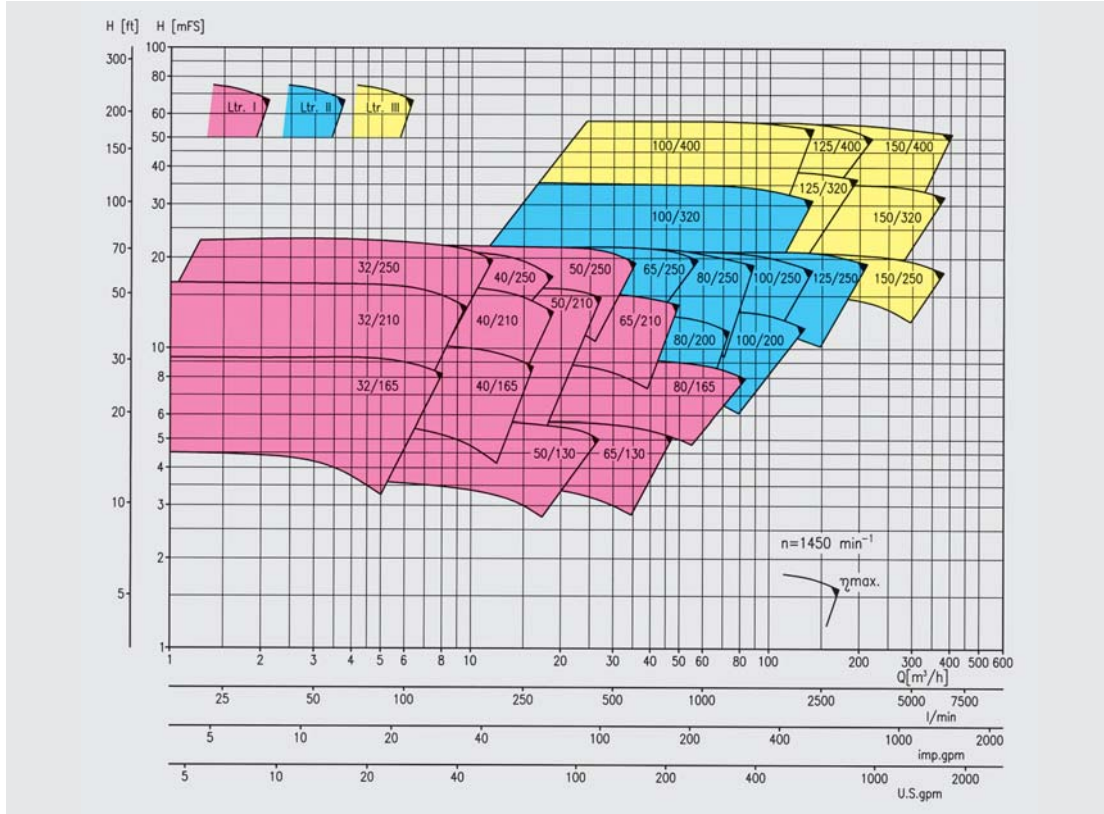 H [ft] H [mFS]
300
200
150
100
70
50
30
20
10
5
100
80
60
50
40
30
20
10
8
6
5
4
3
2
1
Ltr. I Ltr. II Ltr. III
100/400 125/400 150/400
125/320
100/320 150/320
32/250 40/250 50/250 65/250 80/250 100/250 125/250 150/250
50/210
32/210 40/210 65/210
80/200 100/200
32/165 40/165 80/165
50/130 65/130
n=1450 min⁻¹
ηmax.
1 2 3 4 5 6 8 10 20 30 40 50 60 80 100 200 300 400 500 600
Q[m³/h]
25 50 100 250 500 1000 2500 5000 7500
l/min
5 10 20 40 100 200 400 1000 2000
imp.gpm
5 10 20 40 100 200 400 1000 2000
U.S.gpm